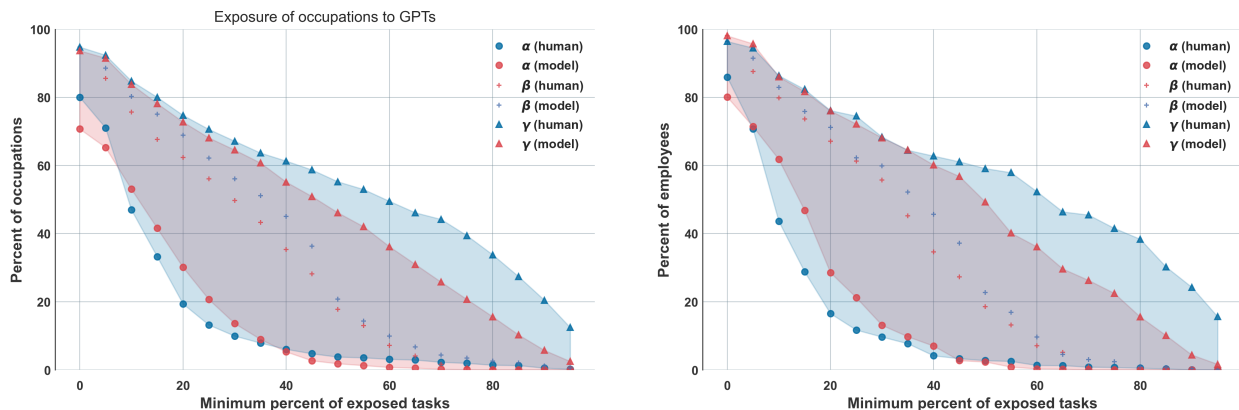 Exposure of occupations to GPTs
100
80
60
40
20
0
Percent of occupations
α (human)
α (model)
β (human)
β (model)
γ (human)
γ (model)
0
20
40
60
80
Minimum percent of exposed tasks
100
80
60
40
20
0
Percent of employees
α (human)
α (model)
β (human)
β (model)
γ (human)
γ (model)
0
20
40
60
80
Minimum percent of exposed tasks